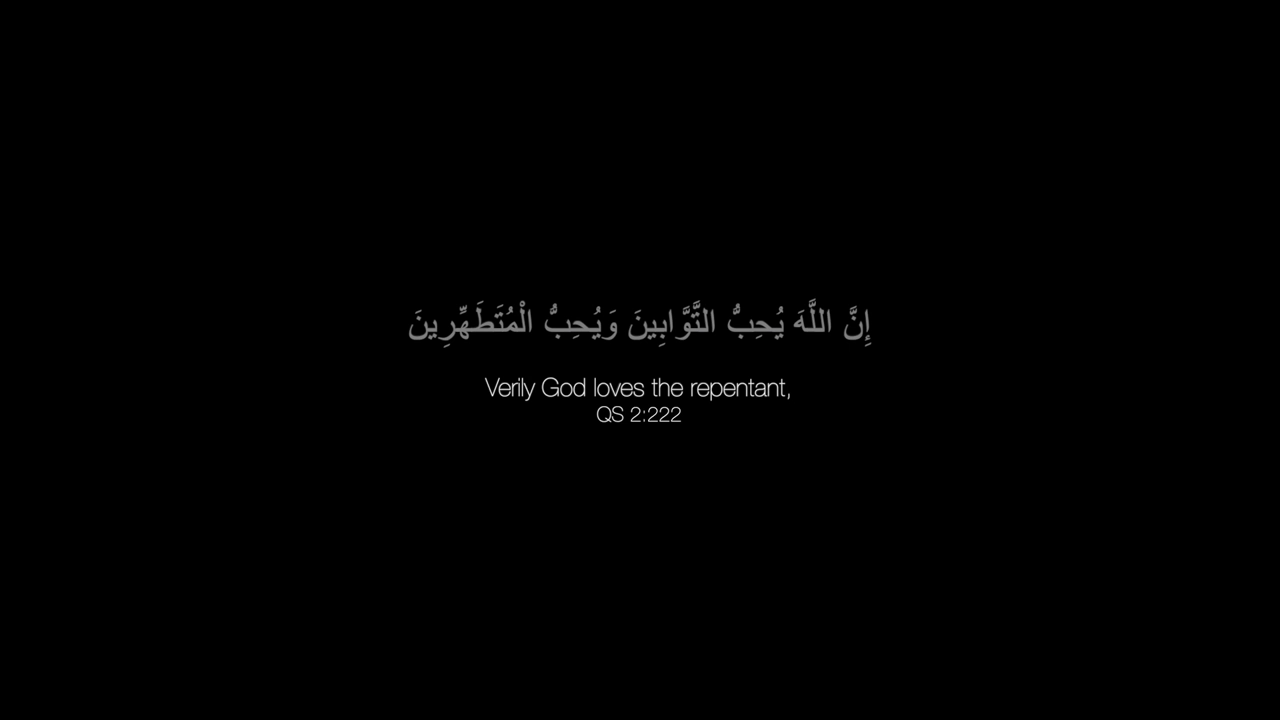 إِنَّ اللَّهَ يُحِبُّ التَّوَّابِينَ وَيُحِبُّ الْمُتَطَهِّرِينَ
Verily God loves the repentant,
QS 2:222